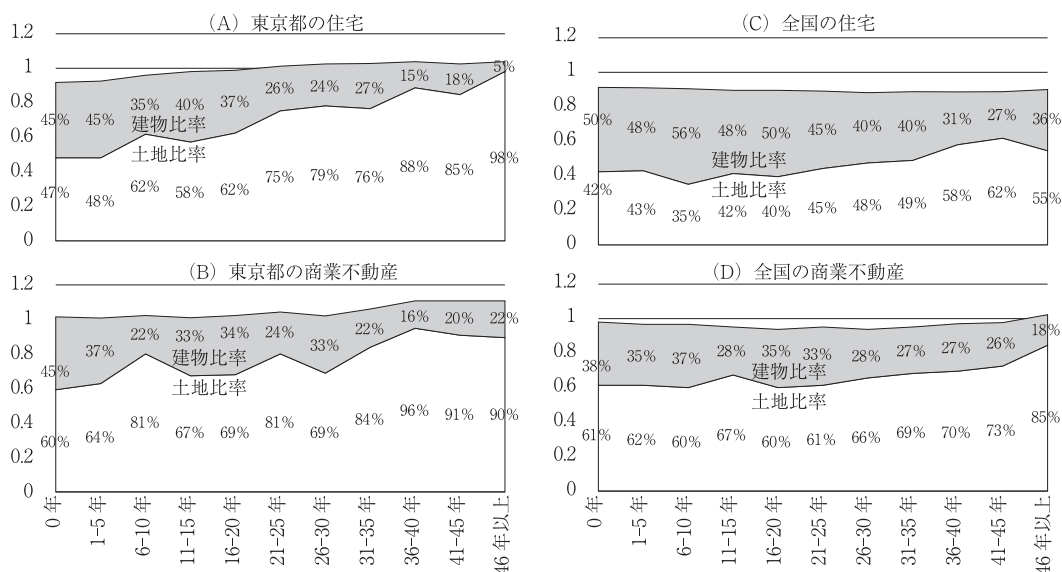 （A）東京都の住宅
1.2
1
0.8
0.6
0.4
0.2
0
45% 45% 35% 40% 37% 26% 24% 27% 15% 18% 5%
建物比率
土地比率
47% 48% 62% 58% 62% 75% 79% 76% 88% 85% 98%
（C）全国の住宅
1.2
1
0.8
0.6
0.4
0.2
0
50% 48% 56% 48% 50% 45% 40% 40% 31% 27% 36%
建物比率
土地比率
42% 43% 35% 42% 40% 45% 48% 49% 58% 62% 55%
（B）東京都の商業不動産
1.2
1
0.8
0.6
0.4
0.2
0
45% 37% 22% 33% 34% 24% 33% 22% 16% 20% 22%
建物比率
土地比率
60% 64% 81% 67% 69% 81% 69% 84% 96% 91% 90%
0年 1-5年 6-10年 11-15年 16-20年 21-25年 26-30年 31-35年 36-40年 41-45年 46年以上
（D）全国の商業不動産
1.2
1
0.8
0.6
0.4
0.2
0
38% 35% 37% 28% 35% 33% 28% 27% 27% 26% 18%
建物比率
土地比率
61% 62% 60% 67% 60% 61% 66% 69% 70% 73% 85%
0年 1-5年 6-10年 11-15年 16-20年 21-25年 26-30年 31-35年 36-40年 41-45年 46年以上